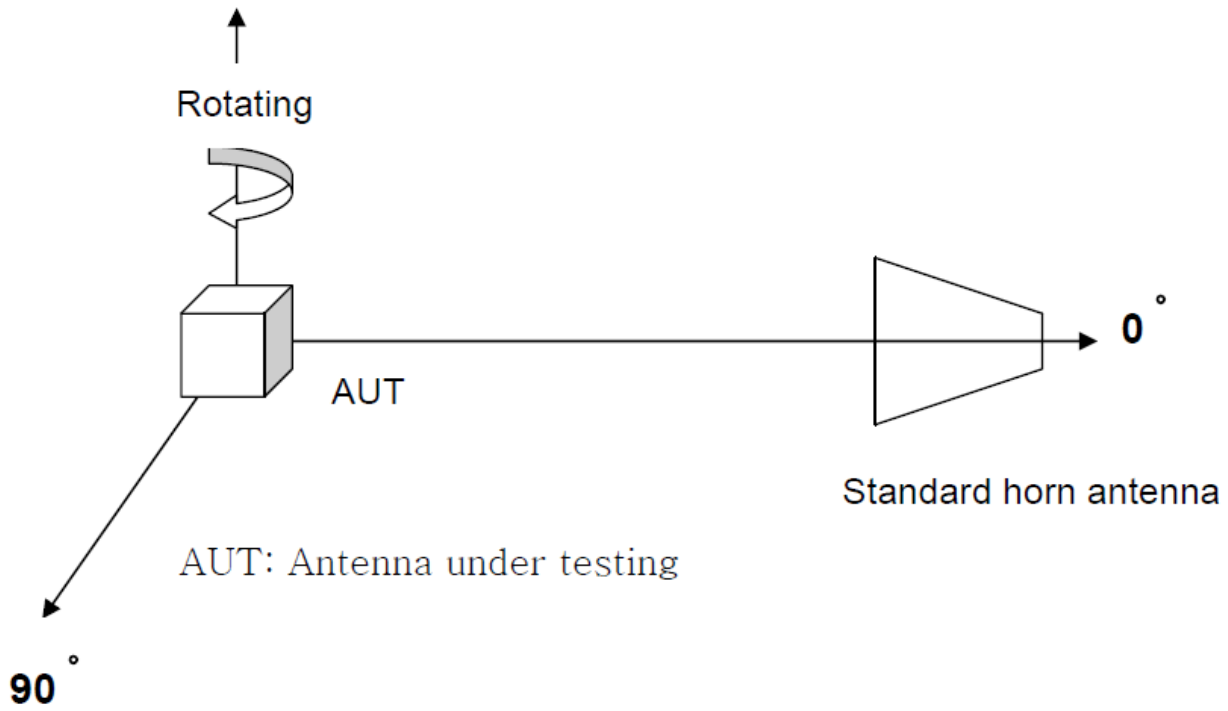 Rotating
0°
AUT
Standard horn antenna
AUT: Antenna under testing
90°